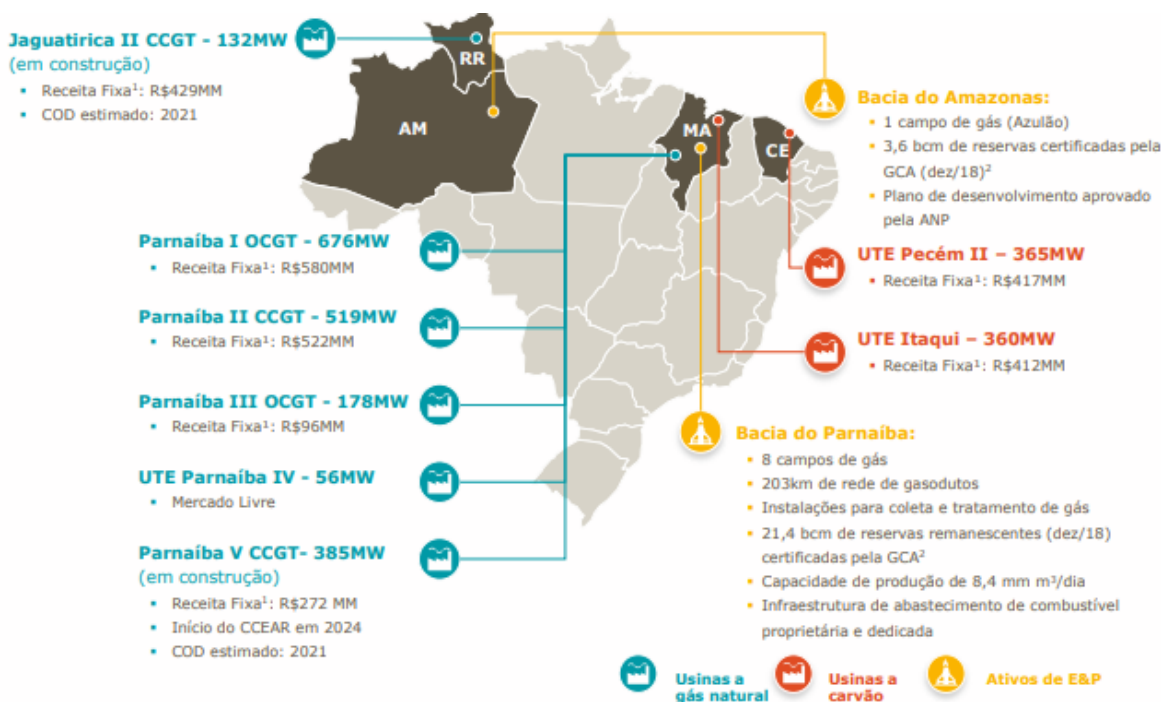 Jaguatirica II CCGT - 132MW
(em construção)
• Receita Fixa¹: R$429MM
• COD estimado: 2021
RR
AM
MA
CE
Bacia do Amazonas:
• 1 campo de gás (Azulão)
• 3,6 bcm de reservas certificadas pela
GCA (dez/18)²
• Plano de desenvolvimento aprovado
pela ANP
Parnaíba I OCGT - 676MW
• Receita Fixa¹: R$580MM
UTE Pecém II – 365MW
• Receita Fixa¹: R$417MM
Parnaíba II CCGT - 519MW
• Receita Fixa¹: R$522MM
UTE Itaqui – 360MW
• Receita Fixa¹: R$412MM
Parnaíba III OCGT - 178MW
• Receita Fixa¹: R$96MM
UTE Parnaíba IV - 56MW
• Mercado Livre
Parnaíba V CCGT- 385MW
(em construção)
• Receita Fixa¹: R$272 MM
• Início do CCEAR em 2024
• COD estimado: 2021
Bacia do Parnaíba:
• 8 campos de gás
• 203km de rede de gasodutos
• Instalações para coleta e tratamento de gás
• 21,4 bcm de reservas remanescentes (dez/18)
certificadas pela GCA²
• Capacidade de produção de 8,4 mm m³/dia
• Infraestrutura de abastecimento de combustível
proprietária e dedicada
Usinas a
gás natural
Usinas a
carvão
Ativos de E&P